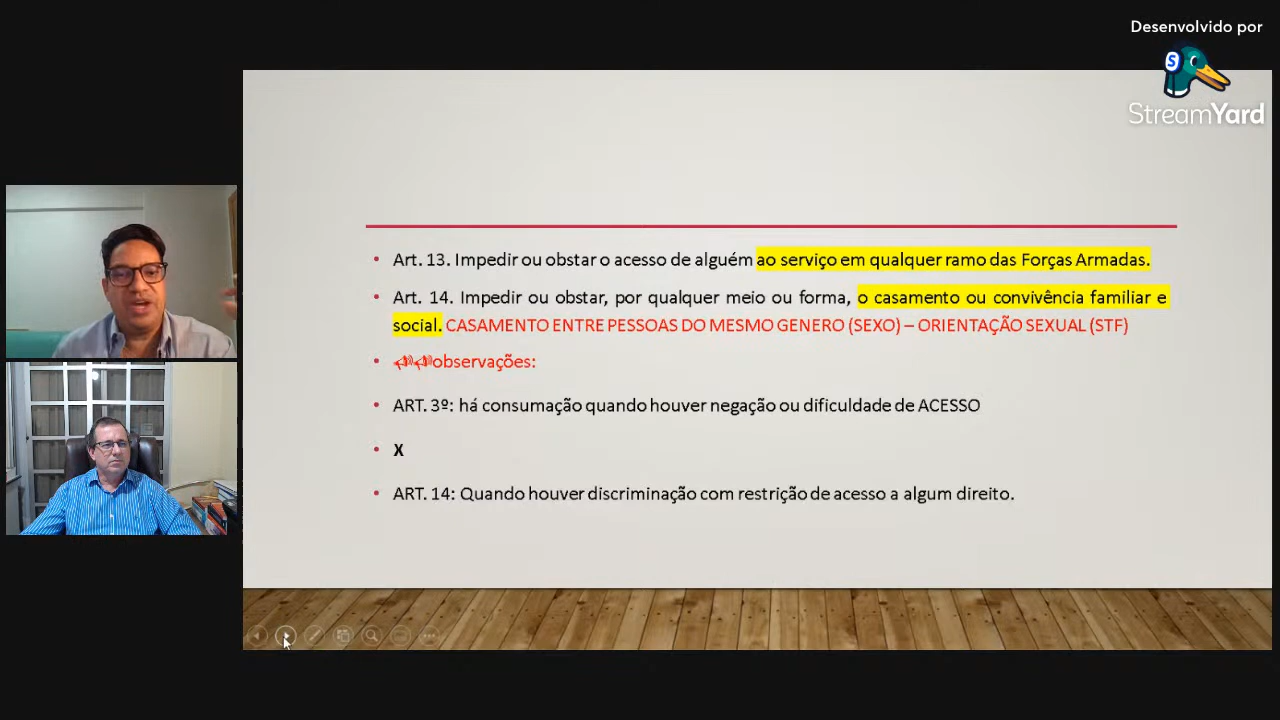 Desenvolvido por
StreamYard
• Art. 13. Impedir ou obstar o acesso de alguém ao serviço em qualquer ramo das Forças Armadas.
• Art. 14. Impedir ou obstar, por qualquer meio ou forma, o casamento ou convivência familiar e
social. CASAMENTO ENTRE PESSOAS DO MESMO GENERO (SEXO) – ORIENTAÇÃO SEXUAL (STF)
• observações:
• ART. 3º: há consumação quando houver negação ou dificuldade de ACESSO
• X
• ART. 14: Quando houver discriminação com restrição de acesso a algum direito.